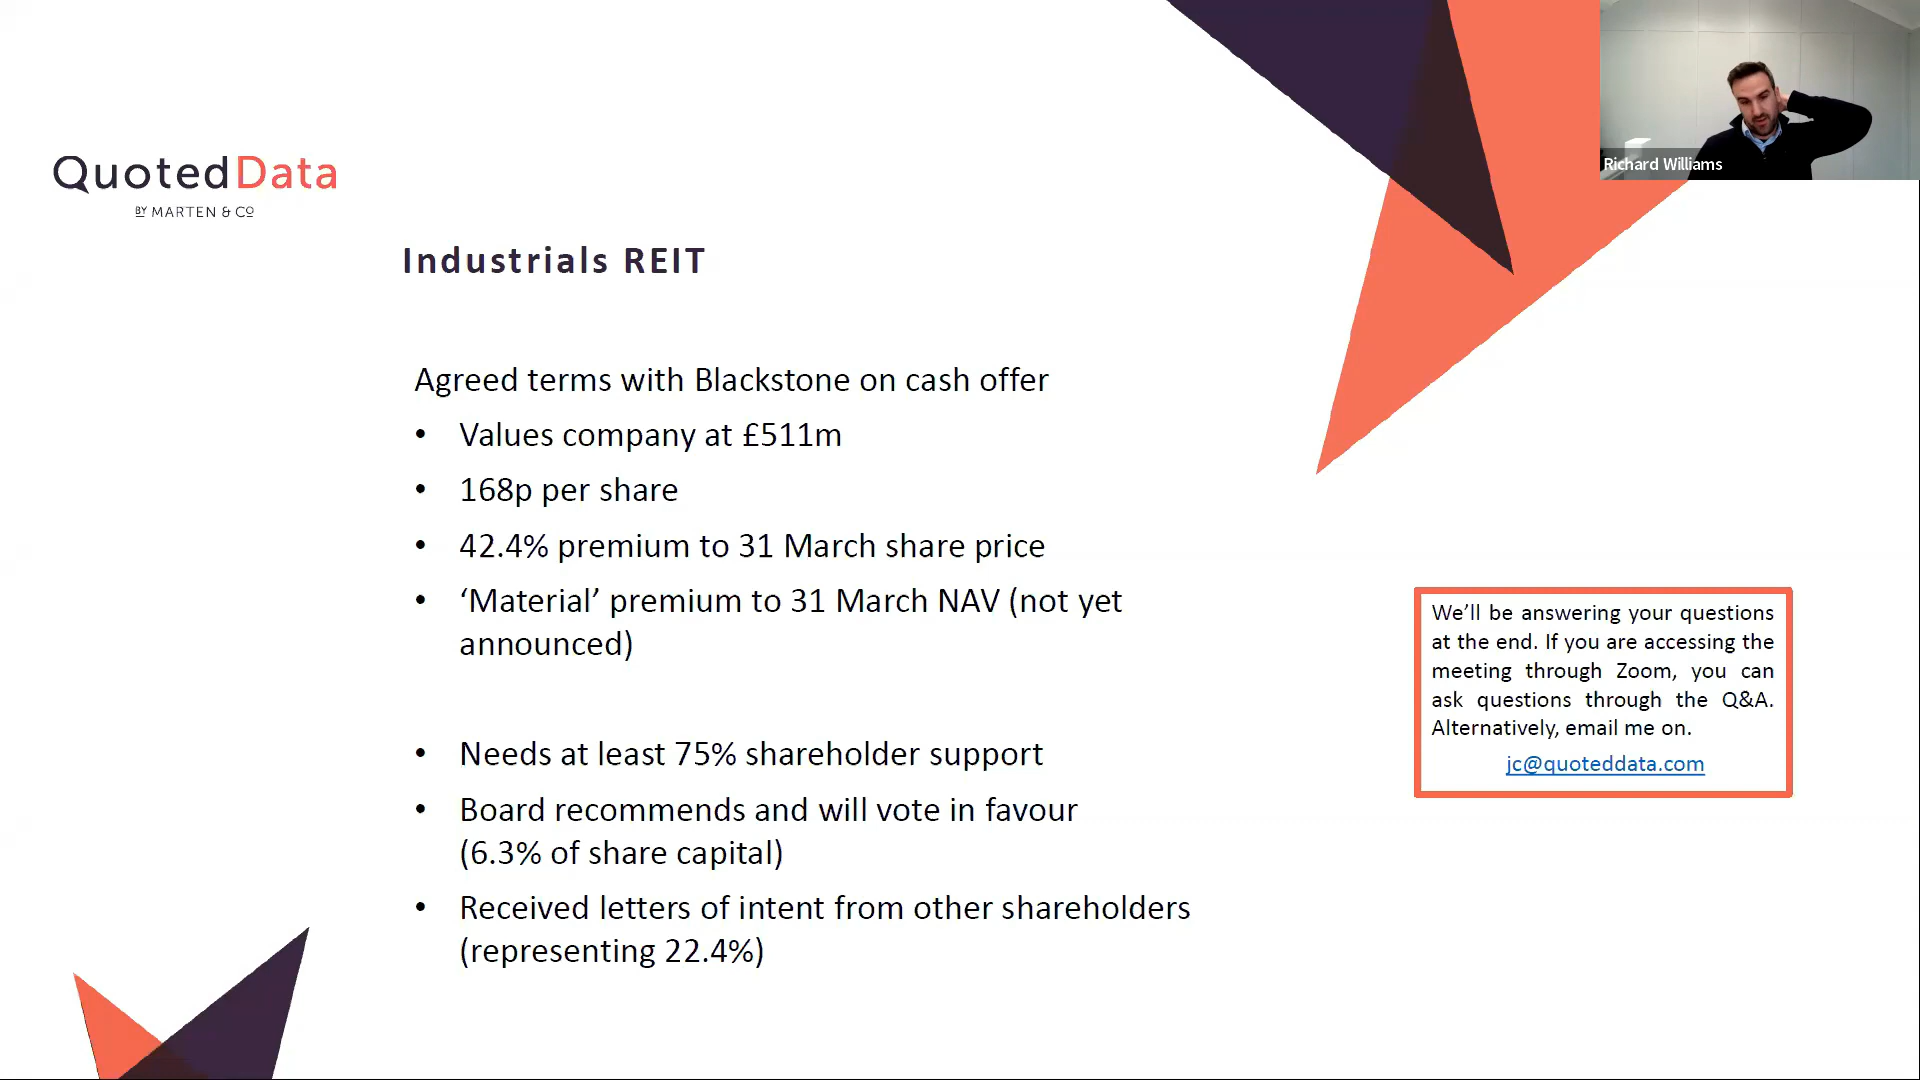 Richard Williams
QuotedData
BY MARTEN & CO
Industrials REIT
Agreed terms with Blackstone on cash offer
• Values company at £511m
• 168p per share
• 42.4% premium to 31 March share price
• ‘Material’ premium to 31 March NAV (not yet
announced)
• Needs at least 75% shareholder support
• Board recommends and will vote in favour
(6.3% of share capital)
• Received letters of intent from other shareholders
(representing 22.4%)
We’ll be answering your questions
at the end. If you are accessing the
meeting through Zoom, you can
ask questions through the Q&A.
Alternatively, email me on.
jc@quoteddata.com